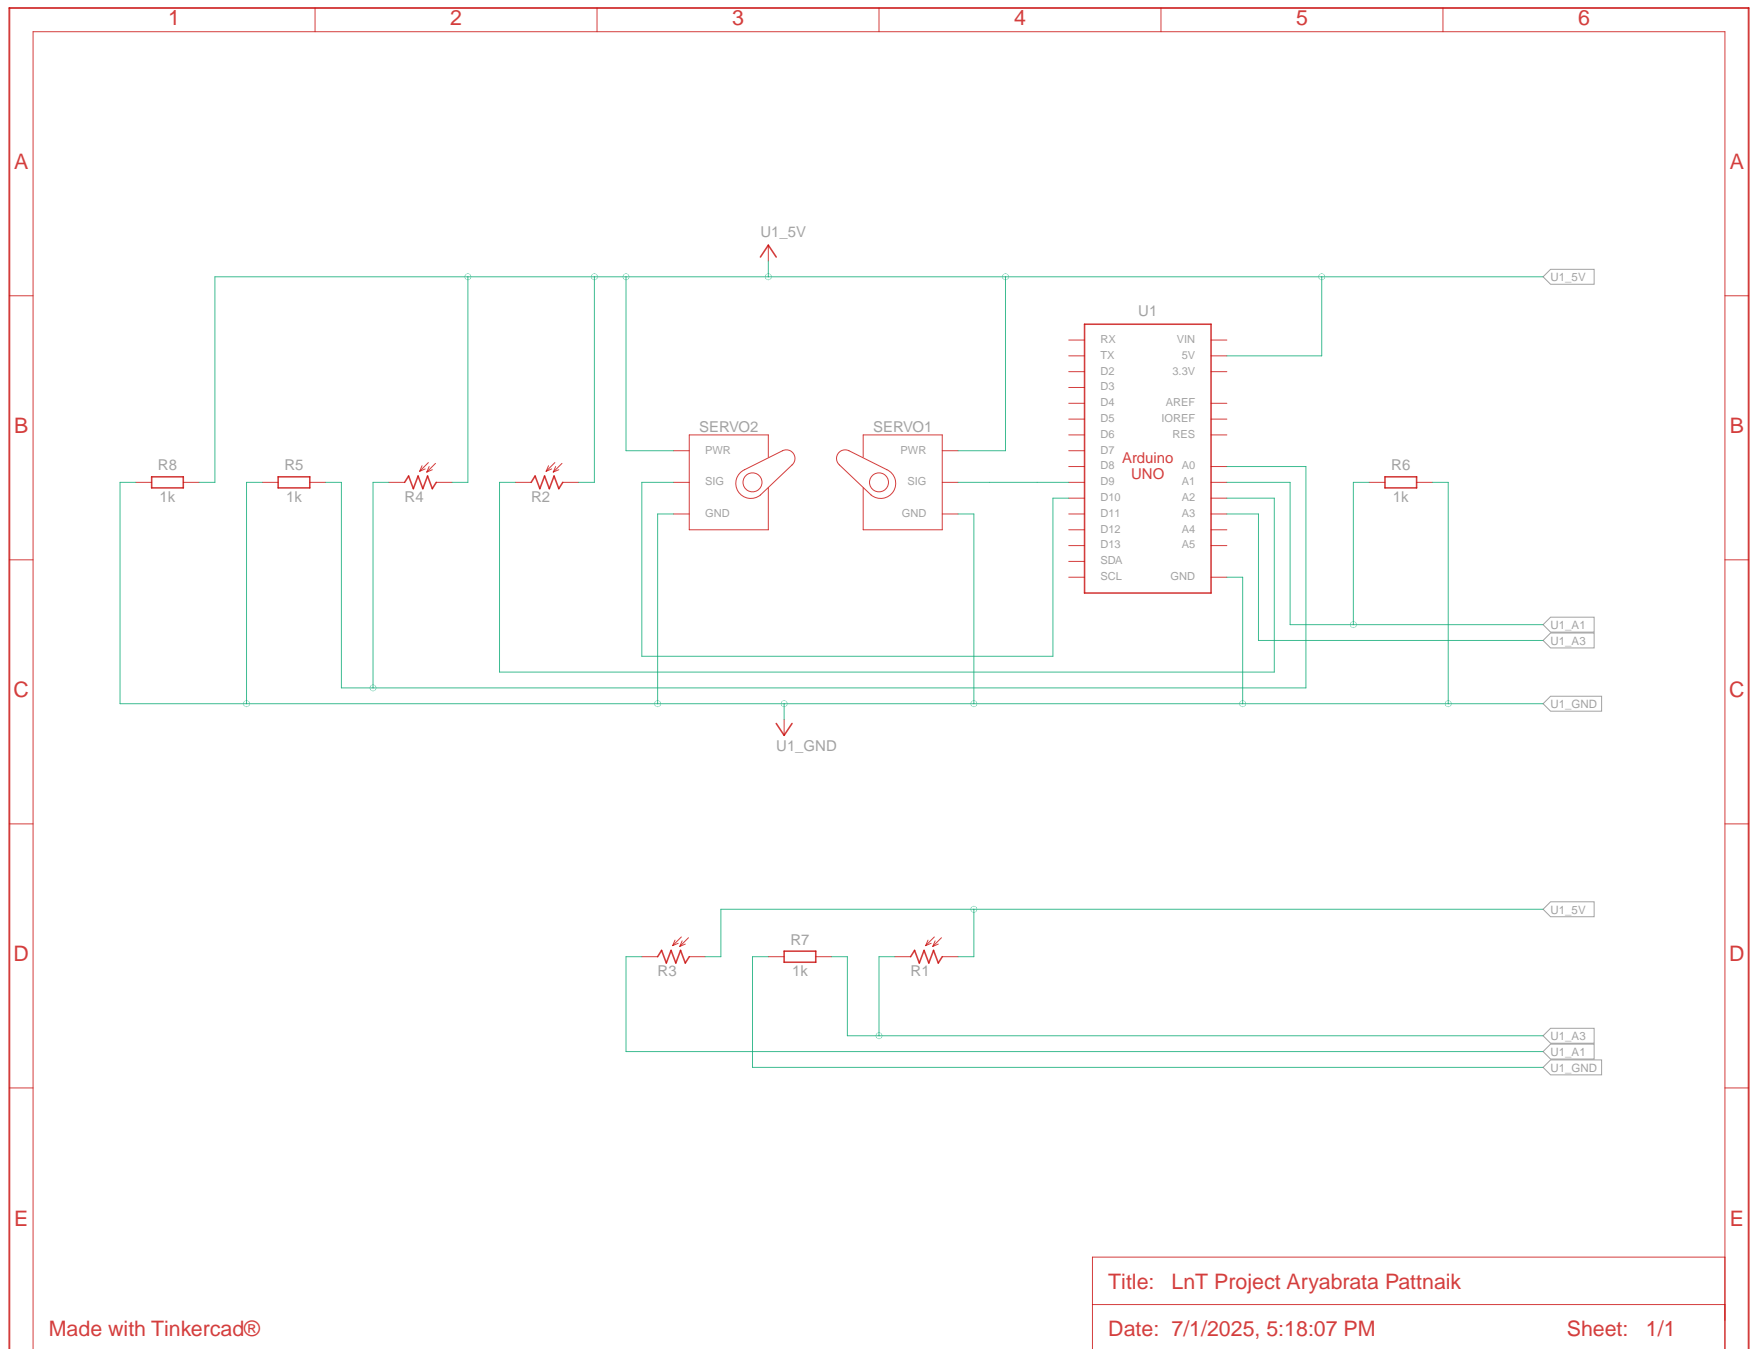 1 2 3 4 5 6
A A
U1_5V
U1_5V
U1
RX VIN
TX 5V
D2 3.3V
D3
D4 AREF
D5 IOREF
D6 RES
D7
D8 A0
D9 A1
D10 A2
D11 A3
D12 A4
D13 A5
SDA
SCL GND
Arduino
UNO
B B
SERVO2
PWR
SIG
GND
SERVO1
PWR
SIG
GND
R8
1k
R5
1k
R4
R2
R6
1k
U1_A1
U1_A3
C C
U1_GND
U1_GND
U1_5V
D D
R3
R7
1k
R1
U1_A3
U1_A1
U1_GND
E E
Title: LnT Project Aryabrata Pattnaik
Made with Tinkercad®
Date: 7/1/2025, 5:18:07 PM Sheet: 1/1